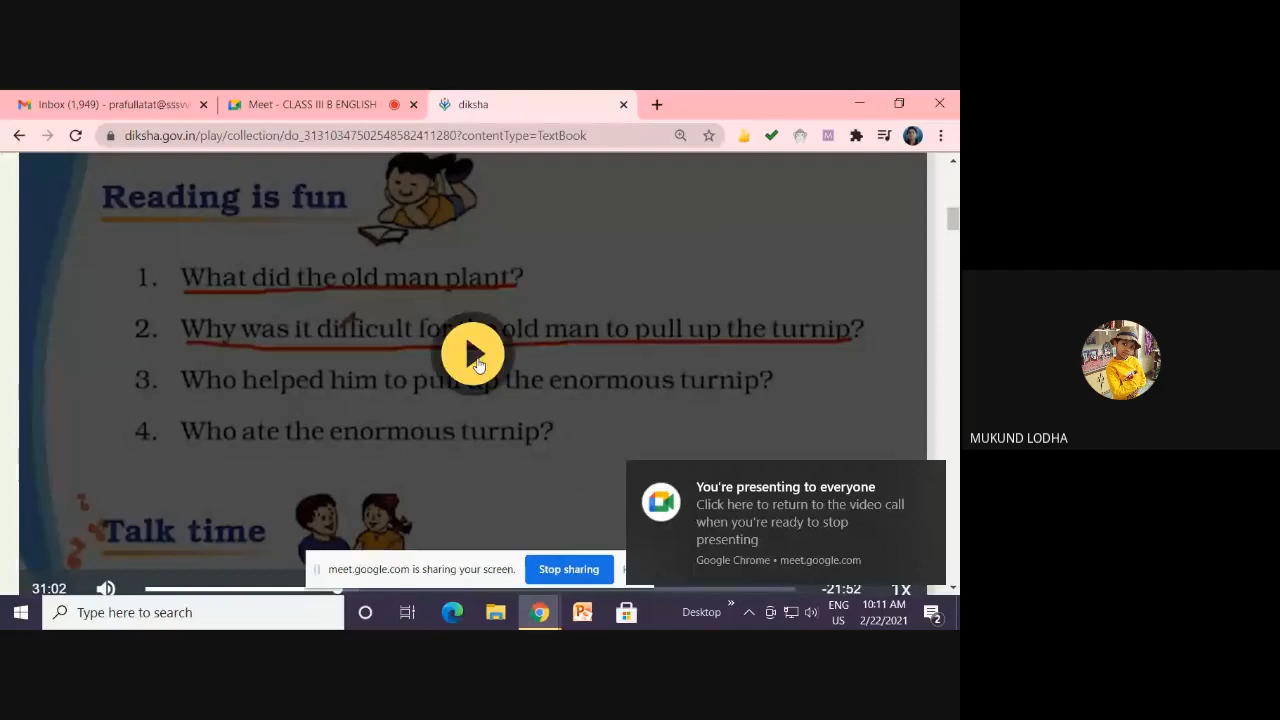 Inbox (1,949) - prafullatat@sssvv
Meet - CLASS III B ENGLISH
diksha
diksha.gov.in/play/collection/do_31310347502548582411280?contentType=TextBook
Reading is fun
1. What did the old man plant?
2. Why was it difficult for the old man to pull up the turnip?
3. Who helped him to pull up the enormous turnip?
4. Who ate the enormous turnip?
Talk time
You're presenting to everyone
Click here to return to the video call
when you're ready to stop
presenting
Google Chrome • meet.google.com
meet.google.com is sharing your screen.
Stop sharing
31:02
-21:52
1X
Type here to search
Desktop
ENG
US
10:11 AM
2/22/2021
2
MUKUND LODHA